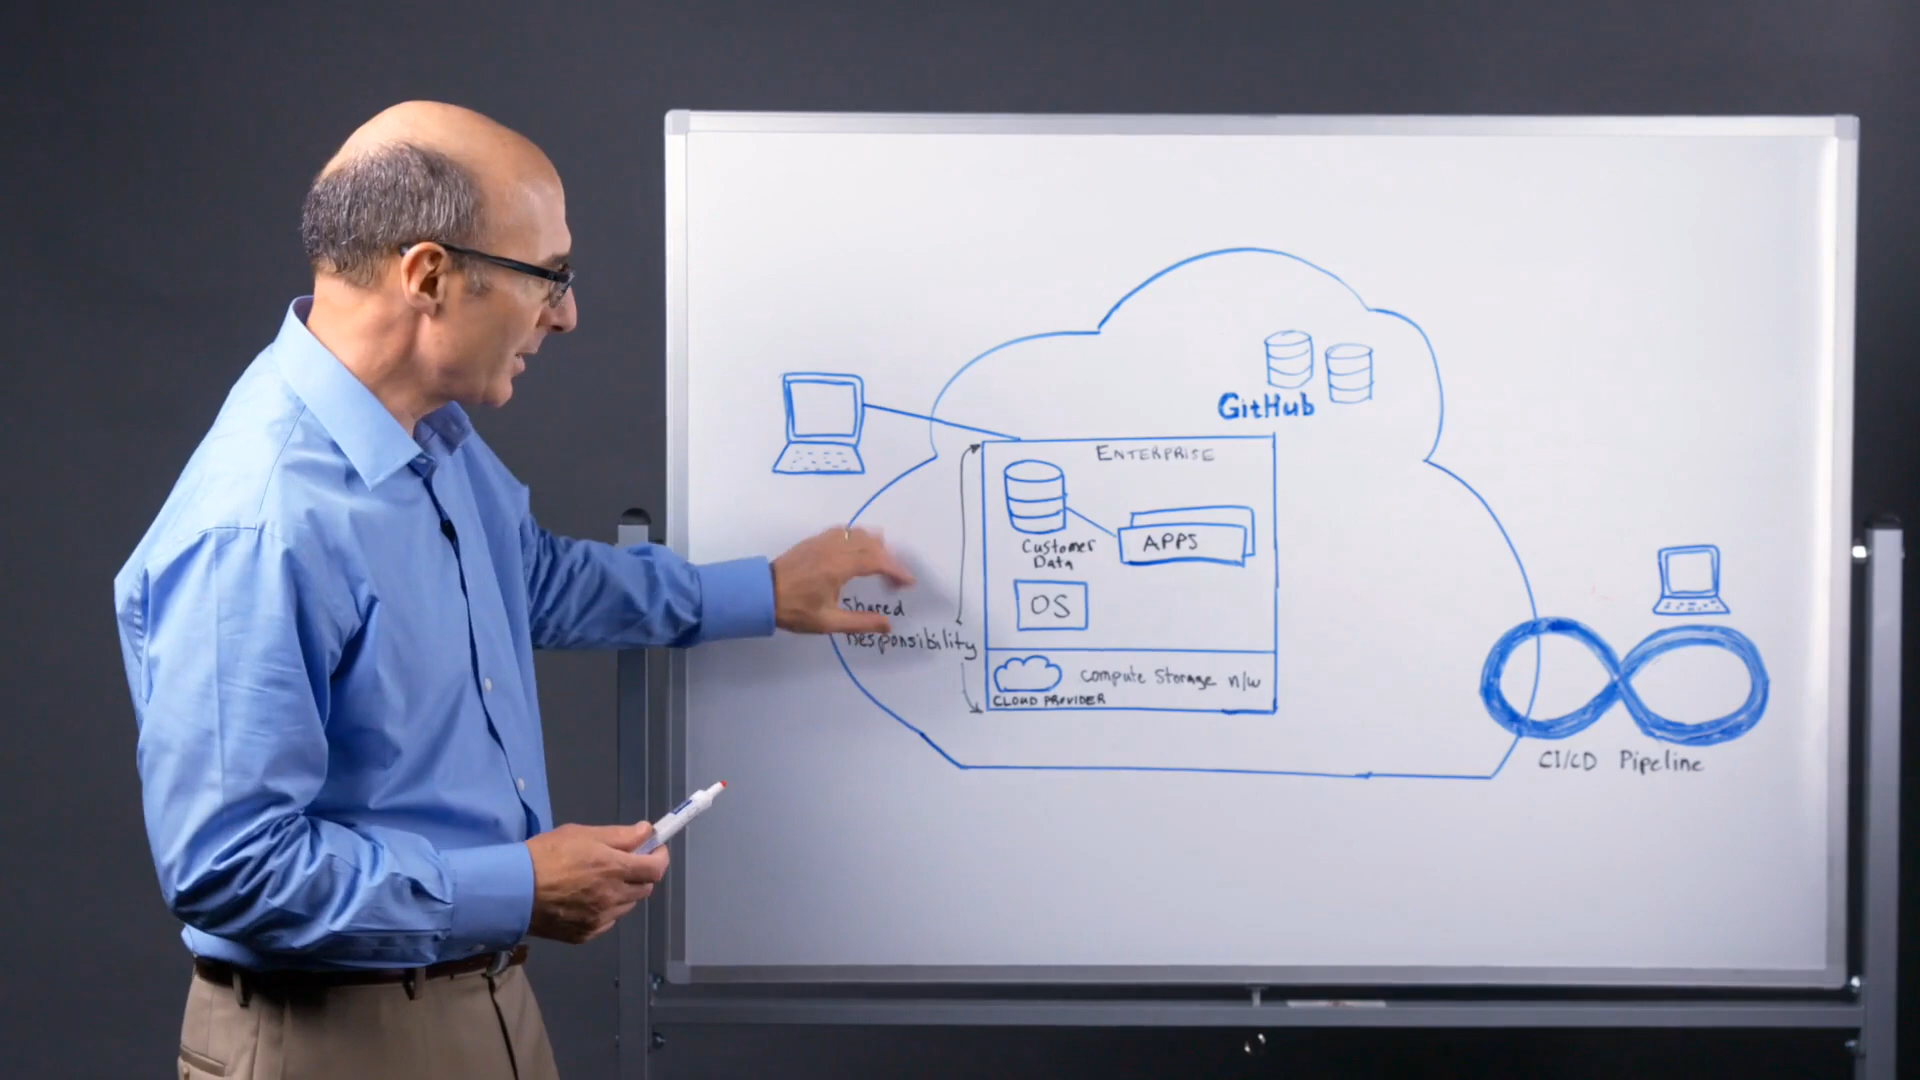 GitHub
ENTERPRISE
Customer
Data
APPS
OS
Shared
Responsibility
compute Storage n/w
CLOUD PROVIDER
CI/CD Pipeline